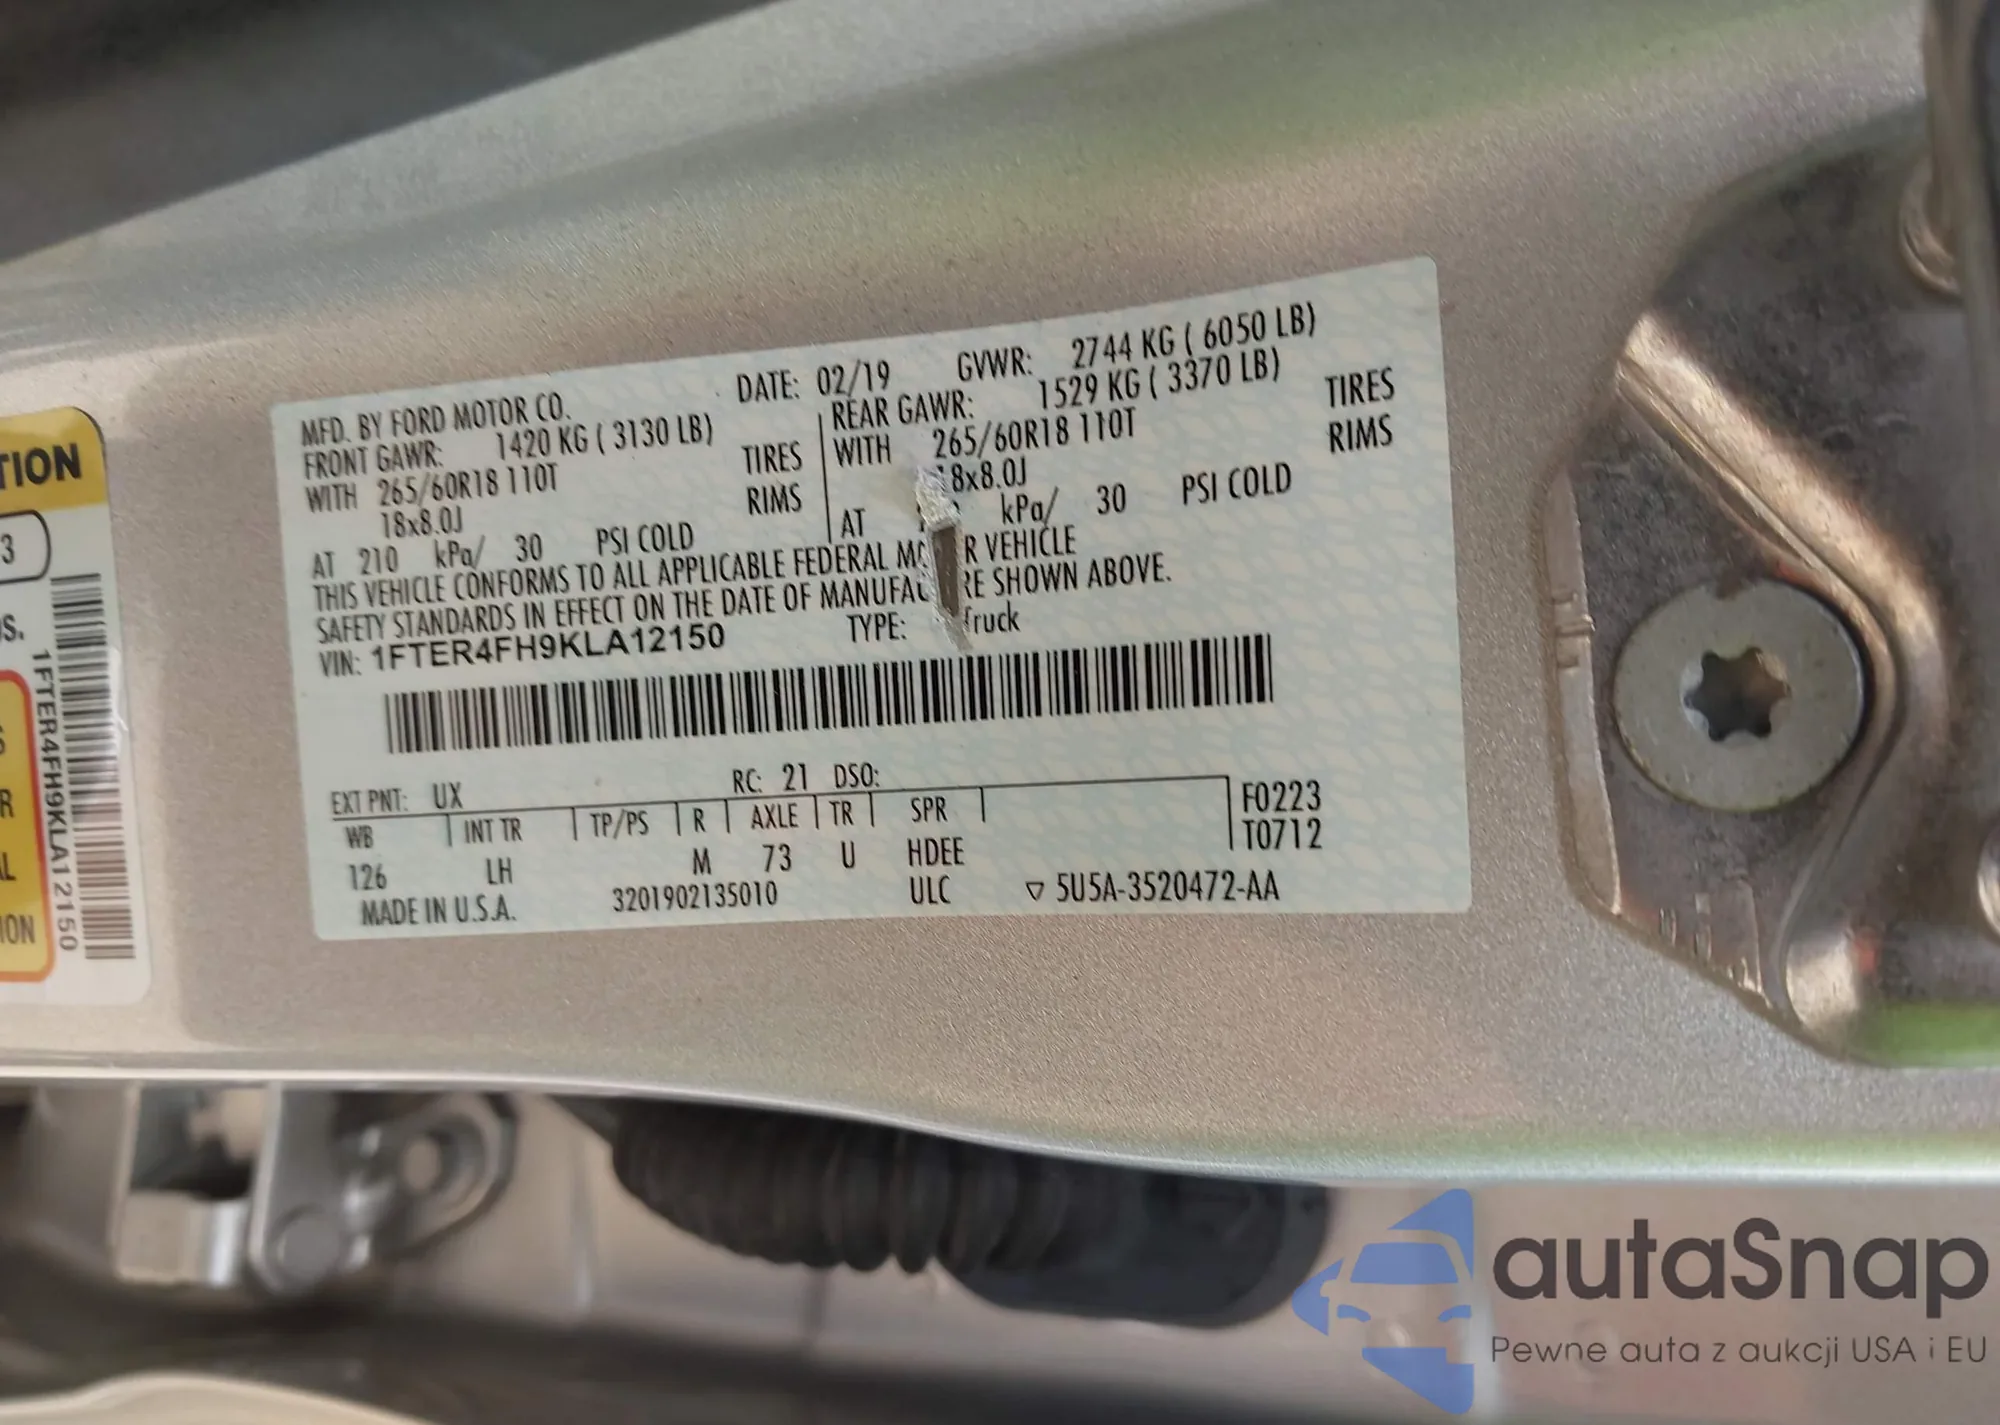 TION
3
1FTER4FH9KLA12150
MFD. BY FORD MOTOR CO.
DATE: 02/19
GVWR: 2744 KG ( 6050 LB)
FRONT GAWR: 1420 KG ( 3130 LB)
REAR GAWR: 1529 KG ( 3370 LB)
WITH 265/60R18 110T TIRES
WITH 265/60R18 110T TIRES
18x8.0J RIMS
18x8.0J RIMS
AT 210 kPa/ 30 PSI COLD
AT kPa/ 30 PSI COLD
THIS VEHICLE CONFORMS TO ALL APPLICABLE FEDERAL MO R VEHICLE
SAFETY STANDARDS IN EFFECT ON THE DATE OF MANUFAC RE SHOWN ABOVE.
VIN: 1FTER4FH9KLA12150 TYPE: Truck
EXT PNT: UX RC: 21 DSO:
WB INT TR TP/PS R AXLE TR SPR F0223
126 LH M 73 U HDEE T0712
MADE IN U.S.A. 3201902135010 ULC ▽ 5U5A-3520472-AA
autaSnap
Pewne auta z aukcji USA i EU